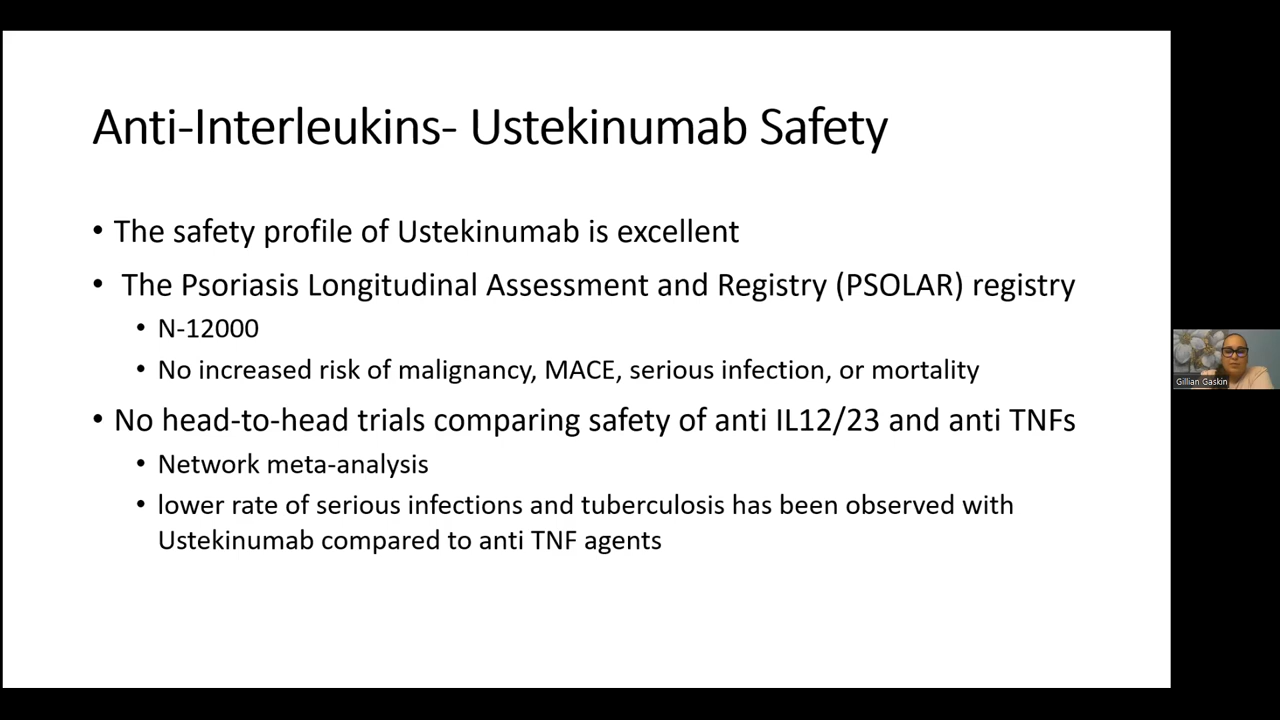 Anti-Interleukins- Ustekinumab Safety
• The safety profile of Ustekinumab is excellent
• The Psoriasis Longitudinal Assessment and Registry (PSOLAR) registry
• N-12000
• No increased risk of malignancy, MACE, serious infection, or mortality
• No head-to-head trials comparing safety of anti IL12/23 and anti TNFs
• Network meta-analysis
• lower rate of serious infections and tuberculosis has been observed with
Ustekinumab compared to anti TNF agents
Gillian Gaskin